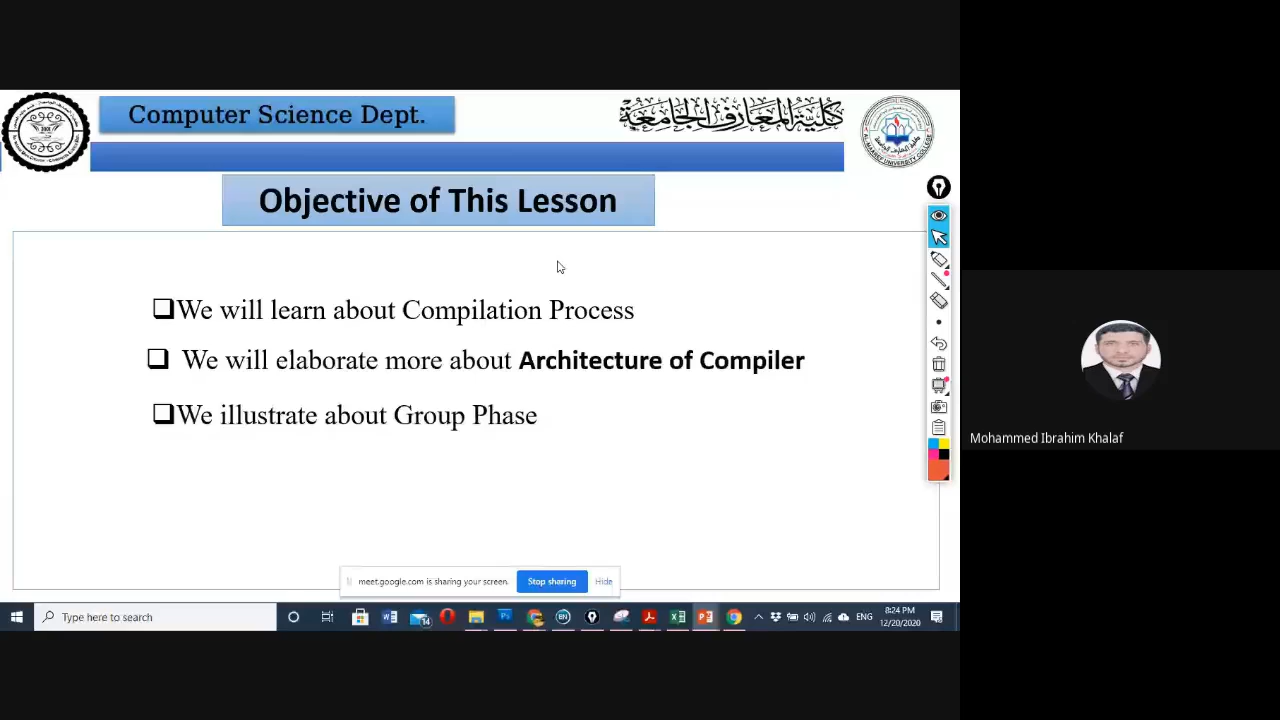 Computer Science Dept.
كلية المعارف الجامعة
Objective of This Lesson
We will learn about Compilation Process
We will elaborate more about Architecture of Compiler
We illustrate about Group Phase
Mohammed Ibrahim Khalaf
meet.google.com is sharing your screen.
Stop sharing
Hide
Type here to search
14
ENG
8:24 PM
12/20/2020